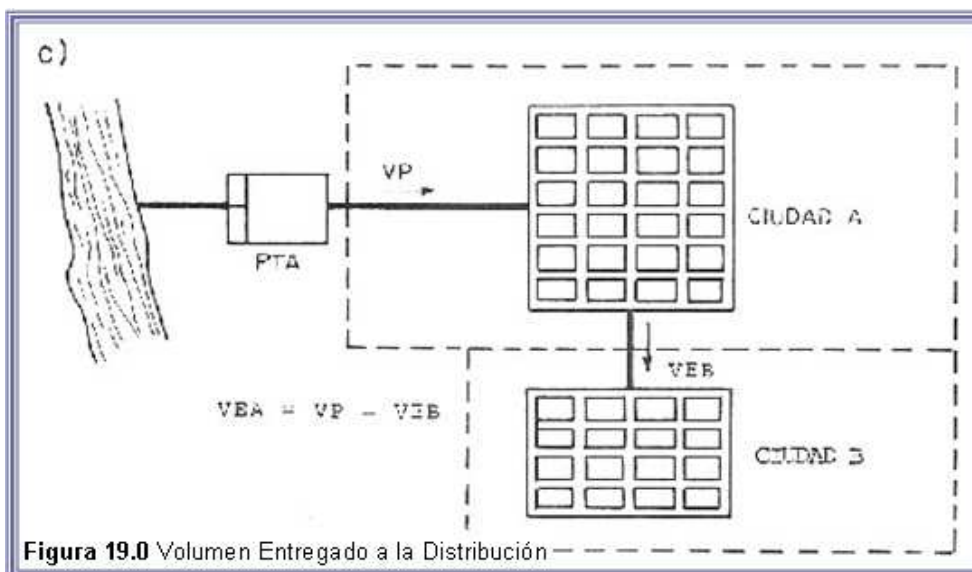 c)
VP
CIUDAD A
PTA
VEB
VEA = VP - VEB
CIUDAD B
Figura 19.0 Volumen Entregado a la Distribución